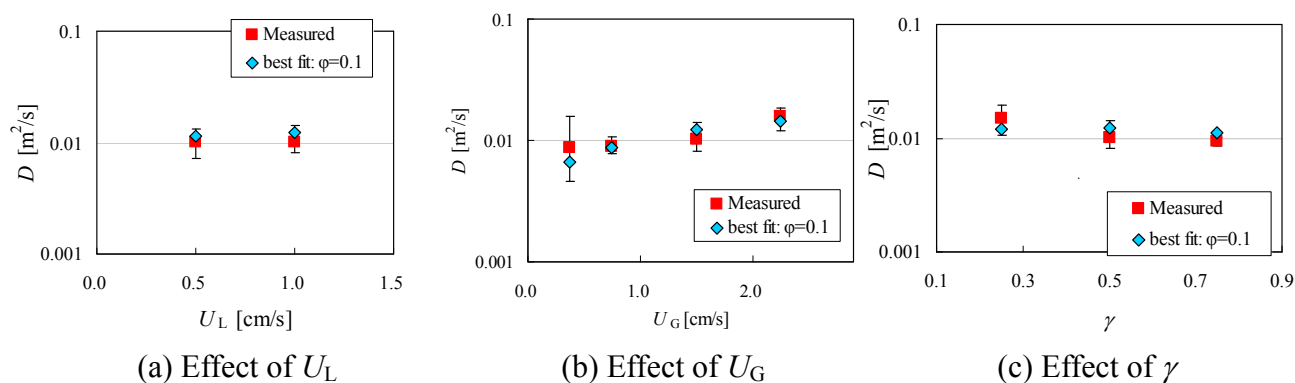 0.1
0.01
0.001
D [m²/s]
0.0 0.5 1.0 1.5
U_L [cm/s]
Measured
best fit: φ=0.1
(a) Effect of U_L
0.1
0.01
0.001
D [m²/s]
0.0 1.0 2.0
U_G [cm/s]
Measured
best fit: φ=0.1
(b) Effect of U_G
0.1
0.01
0.001
D [m²/s]
0.1 0.3 0.5 0.7 0.9
γ
Measured
best fit: φ=0.1
(c) Effect of γ